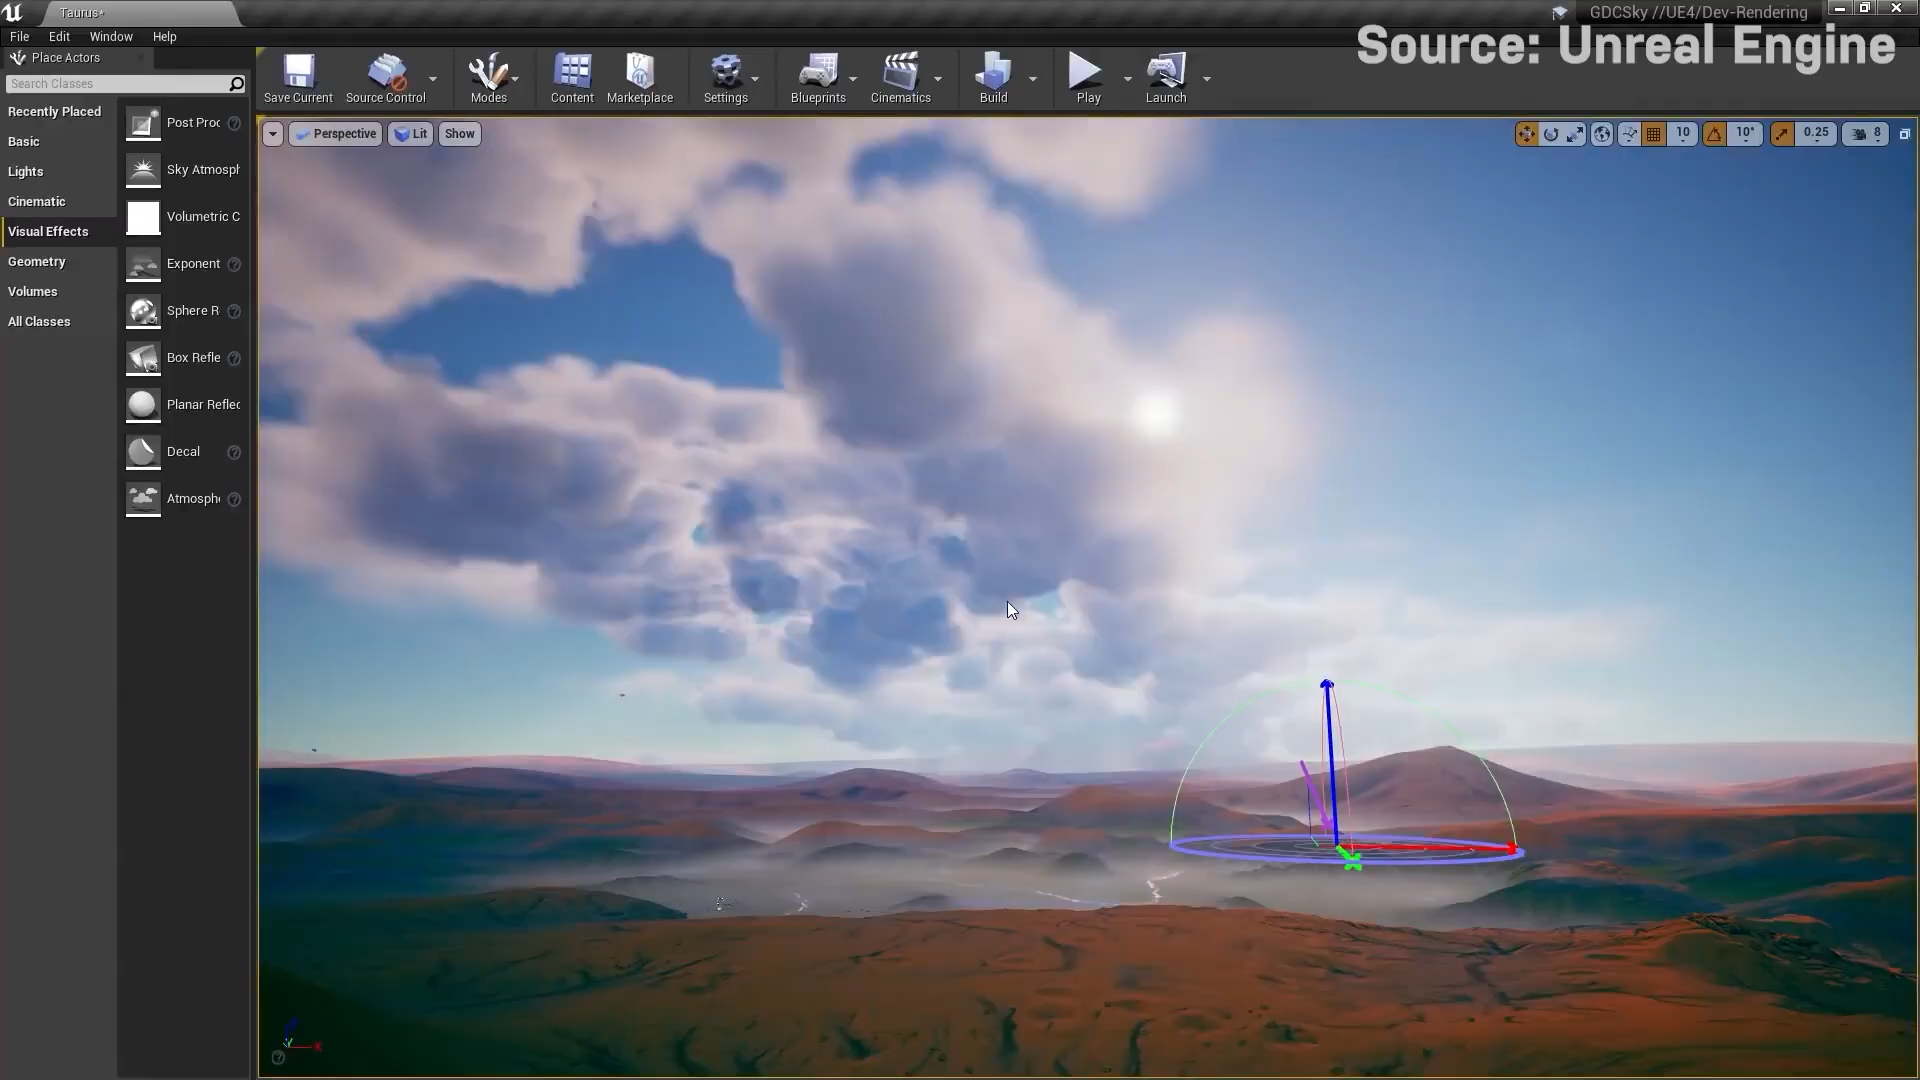 Taurus*
GDCSky //UE4/Dev-Rendering
File Edit Window Help
Source: Unreal Engine
Place Actors
Search Classes
Save Current Source Control Modes Content Marketplace Settings Blueprints Cinematics Build Play Launch
Recently Placed
Basic
Lights
Cinematic
Visual Effects
Geometry
Volumes
All Classes
Post Proc
Sky Atmosph
Volumetric C
Exponent
Sphere R
Box Refle
Planar Reflec
Decal
Atmosph
Perspective Lit Show
10 10° 0.25 8
X